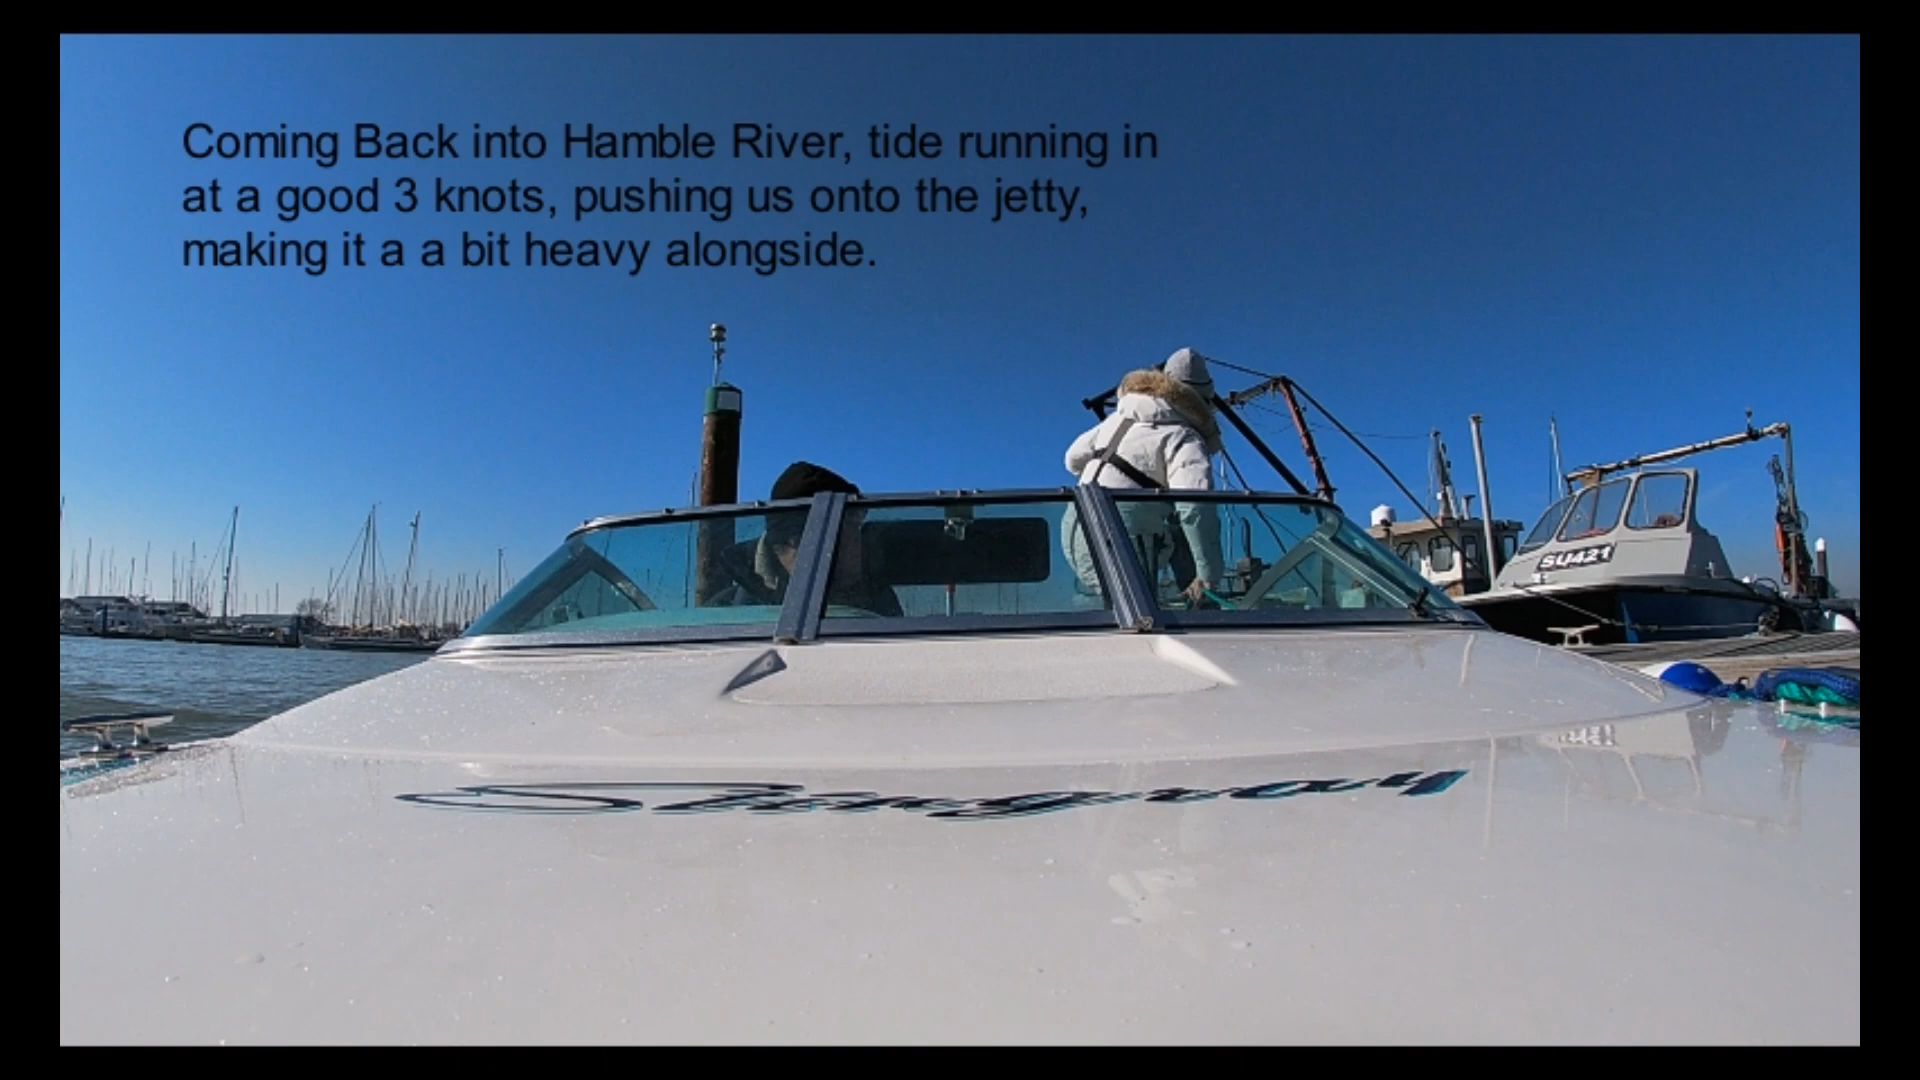 Coming Back into Hamble River, tide running in
at a good 3 knots, pushing us onto the jetty,
making it a a bit heavy alongside.
SU421
Stingray